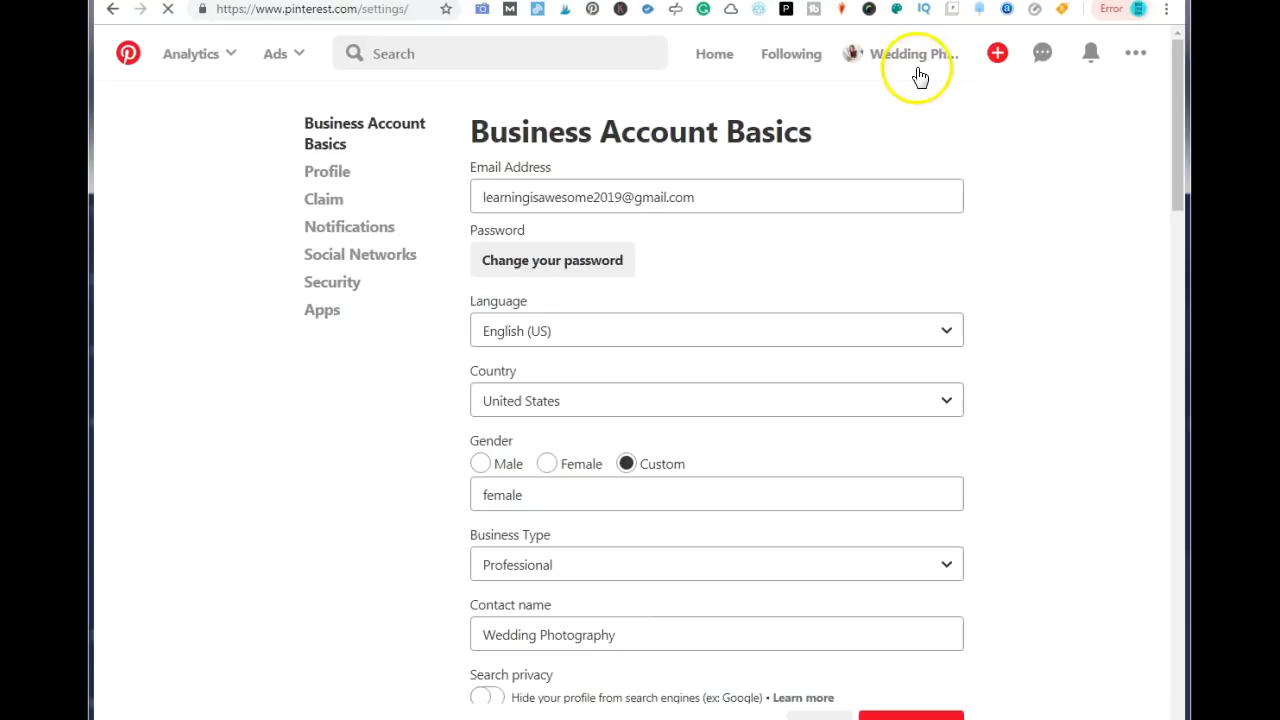 https://www.pinterest.com/settings/
Error
Analytics
Ads
Search
Home
Following
Wedding Ph...
Business Account
Basics
Profile
Claim
Notifications
Social Networks
Security
Apps
Business Account Basics
Email Address
learningisawesome2019@gmail.com
Password
Change your password
Language
English (US)
Country
United States
Gender
Male Female Custom
female
Business Type
Professional
Contact name
Wedding Photography
Search privacy
Hide your profile from search engines (ex: Google) • Learn more